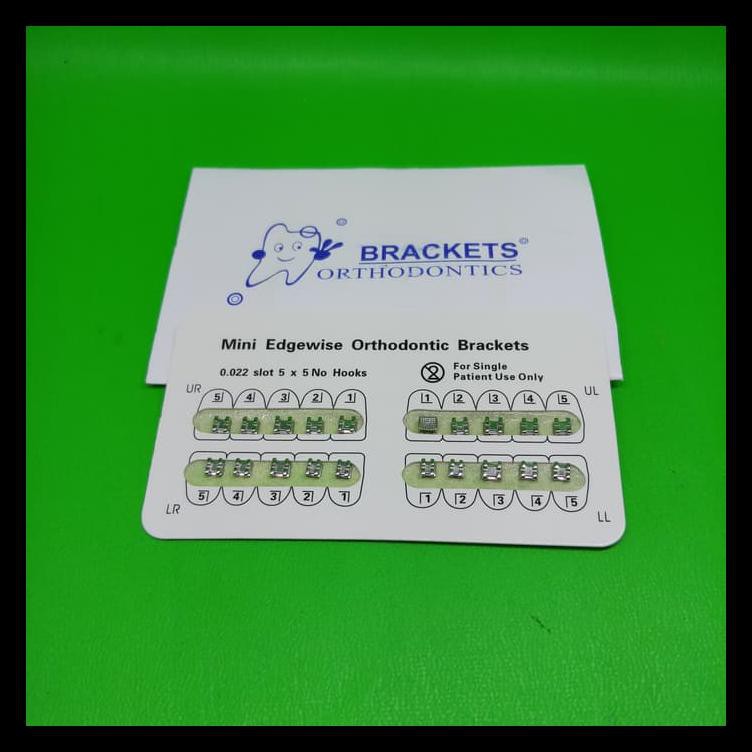 BRACKETS
ORTHODONTICS
Mini Edgewise Orthodontic Brackets
0.022 slot 5 x 5 No Hooks
For Single
Patient Use Only
UR 5 4 3 2 1 1 2 3 4 5 UL
LR 5 4 3 2 1 1 2 3 4 5 LL